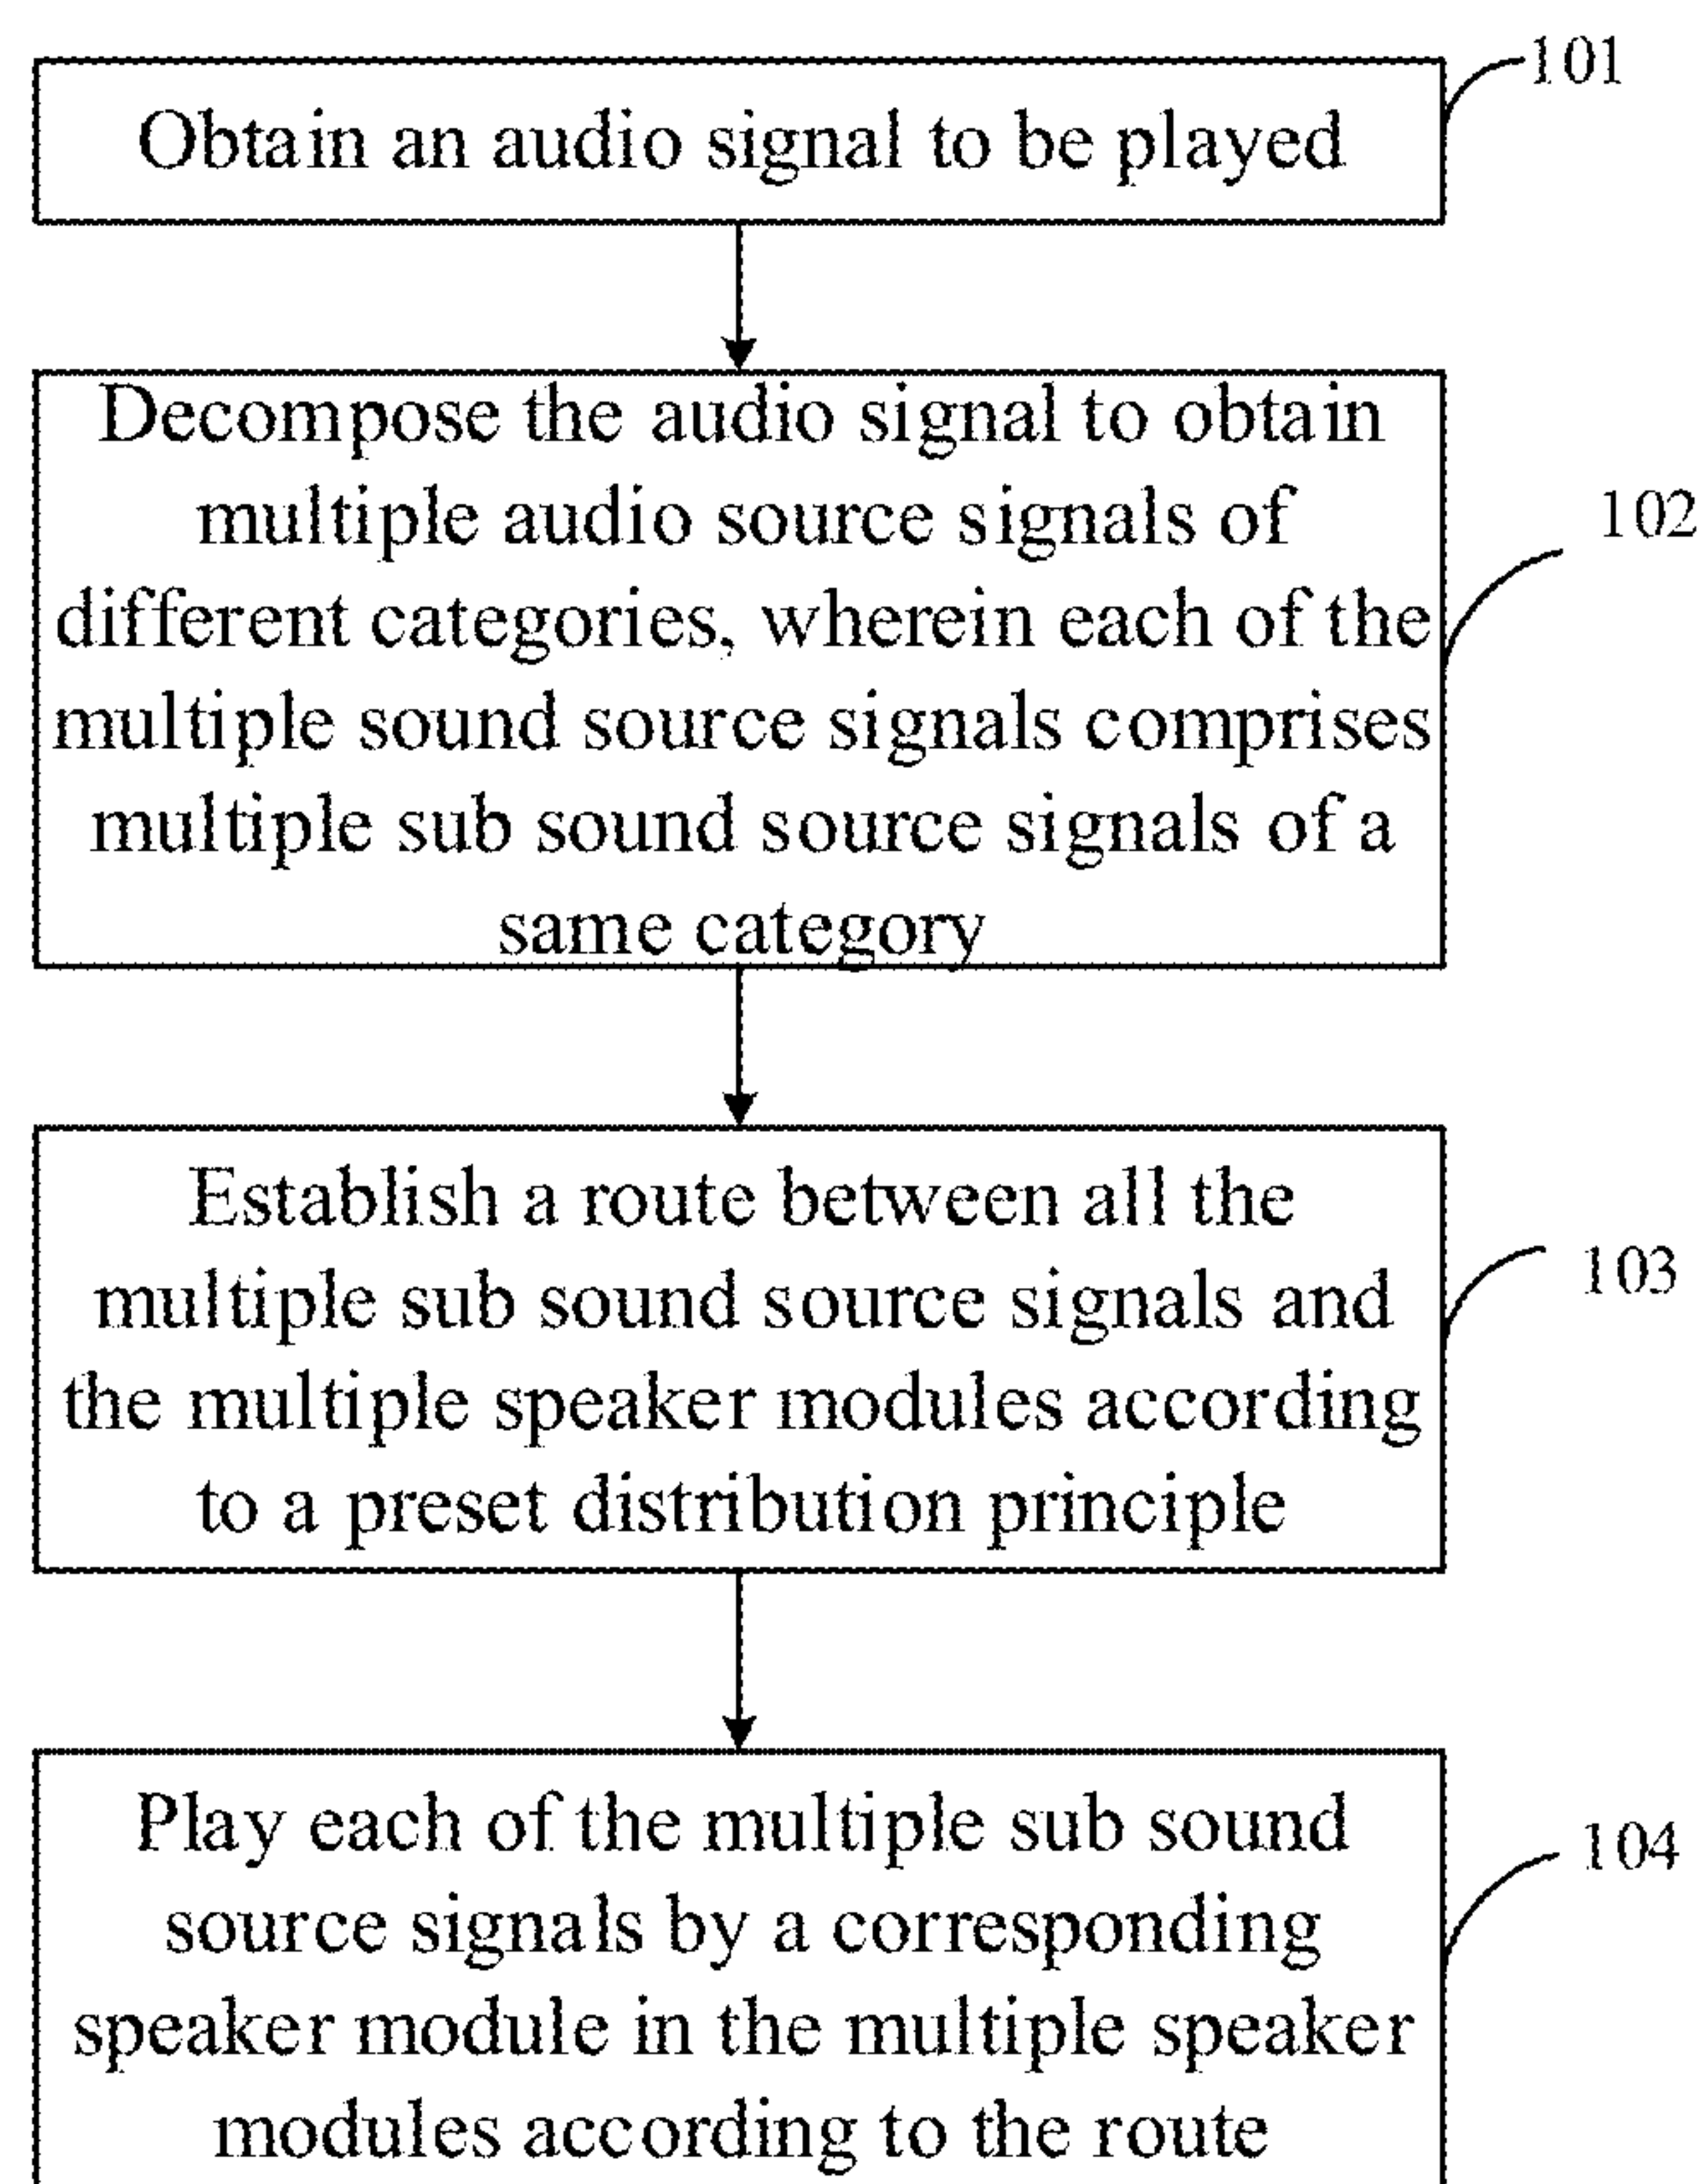 101
Obtain an audio signal to be played
Decompose the audio signal to obtain
multiple audio source signals of
different categories, wherein each of the
multiple sound source signals comprises
multiple sub sound source signals of a
same category
102
Establish a route between all the
multiple sub sound source signals and
the multiple speaker modules according
to a preset distribution principle
103
Play each of the multiple sub sound
source signals by a corresponding
speaker module in the multiple speaker
modules according to the route
104